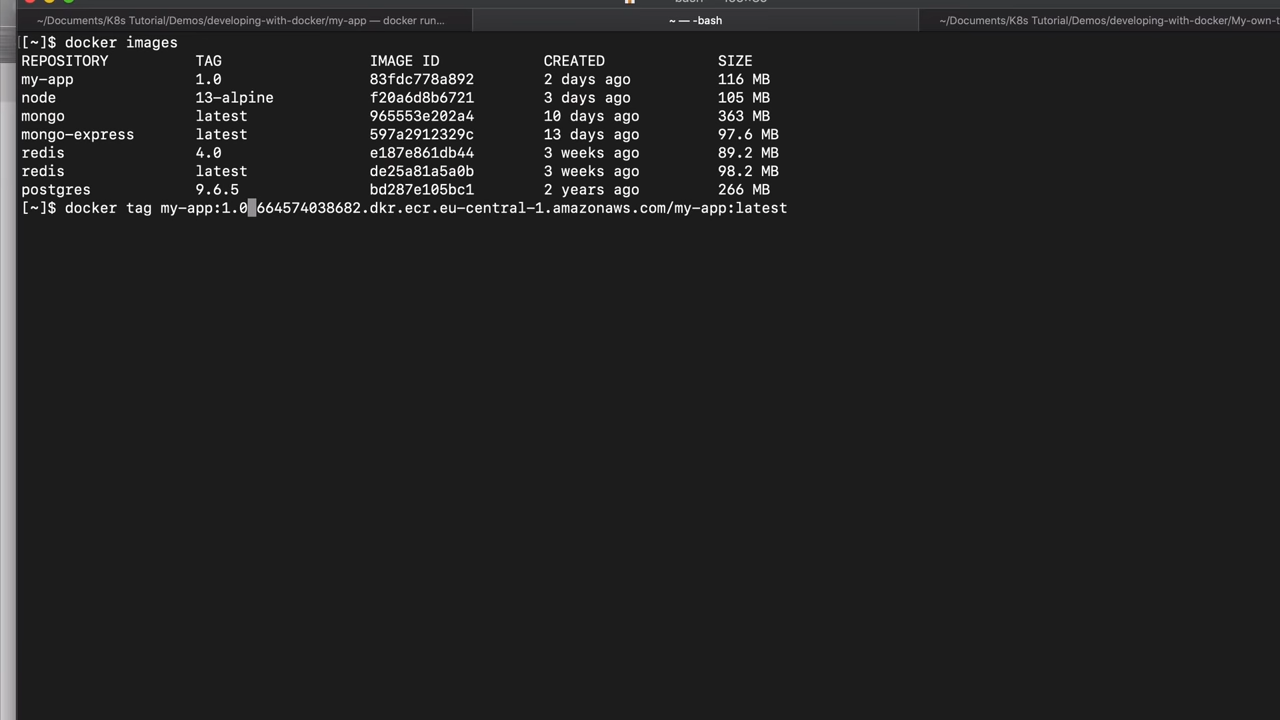 ~/Documents/K8s Tutorial/Demos/developing-with-docker/my-app — docker run...
~ — -bash
~/Documents/K8s Tutorial/Demos/developing-with-docker/My-own-t
[~]$ docker images
REPOSITORY TAG IMAGE ID CREATED SIZE
my-app 1.0 83fdc778a892 2 days ago 116 MB
node 13-alpine f20a6d8b6721 3 days ago 105 MB
mongo latest 965553e202a4 10 days ago 363 MB
mongo-express latest 597a2912329c 13 days ago 97.6 MB
redis 4.0 e187e861db44 3 weeks ago 89.2 MB
redis latest de25a81a5a0b 3 weeks ago 98.2 MB
postgres 9.6.5 bd287e105bc1 2 years ago 266 MB
[~]$ docker tag my-app:1.0 664574038682.dkr.ecr.eu-central-1.amazonaws.com/my-app:latest